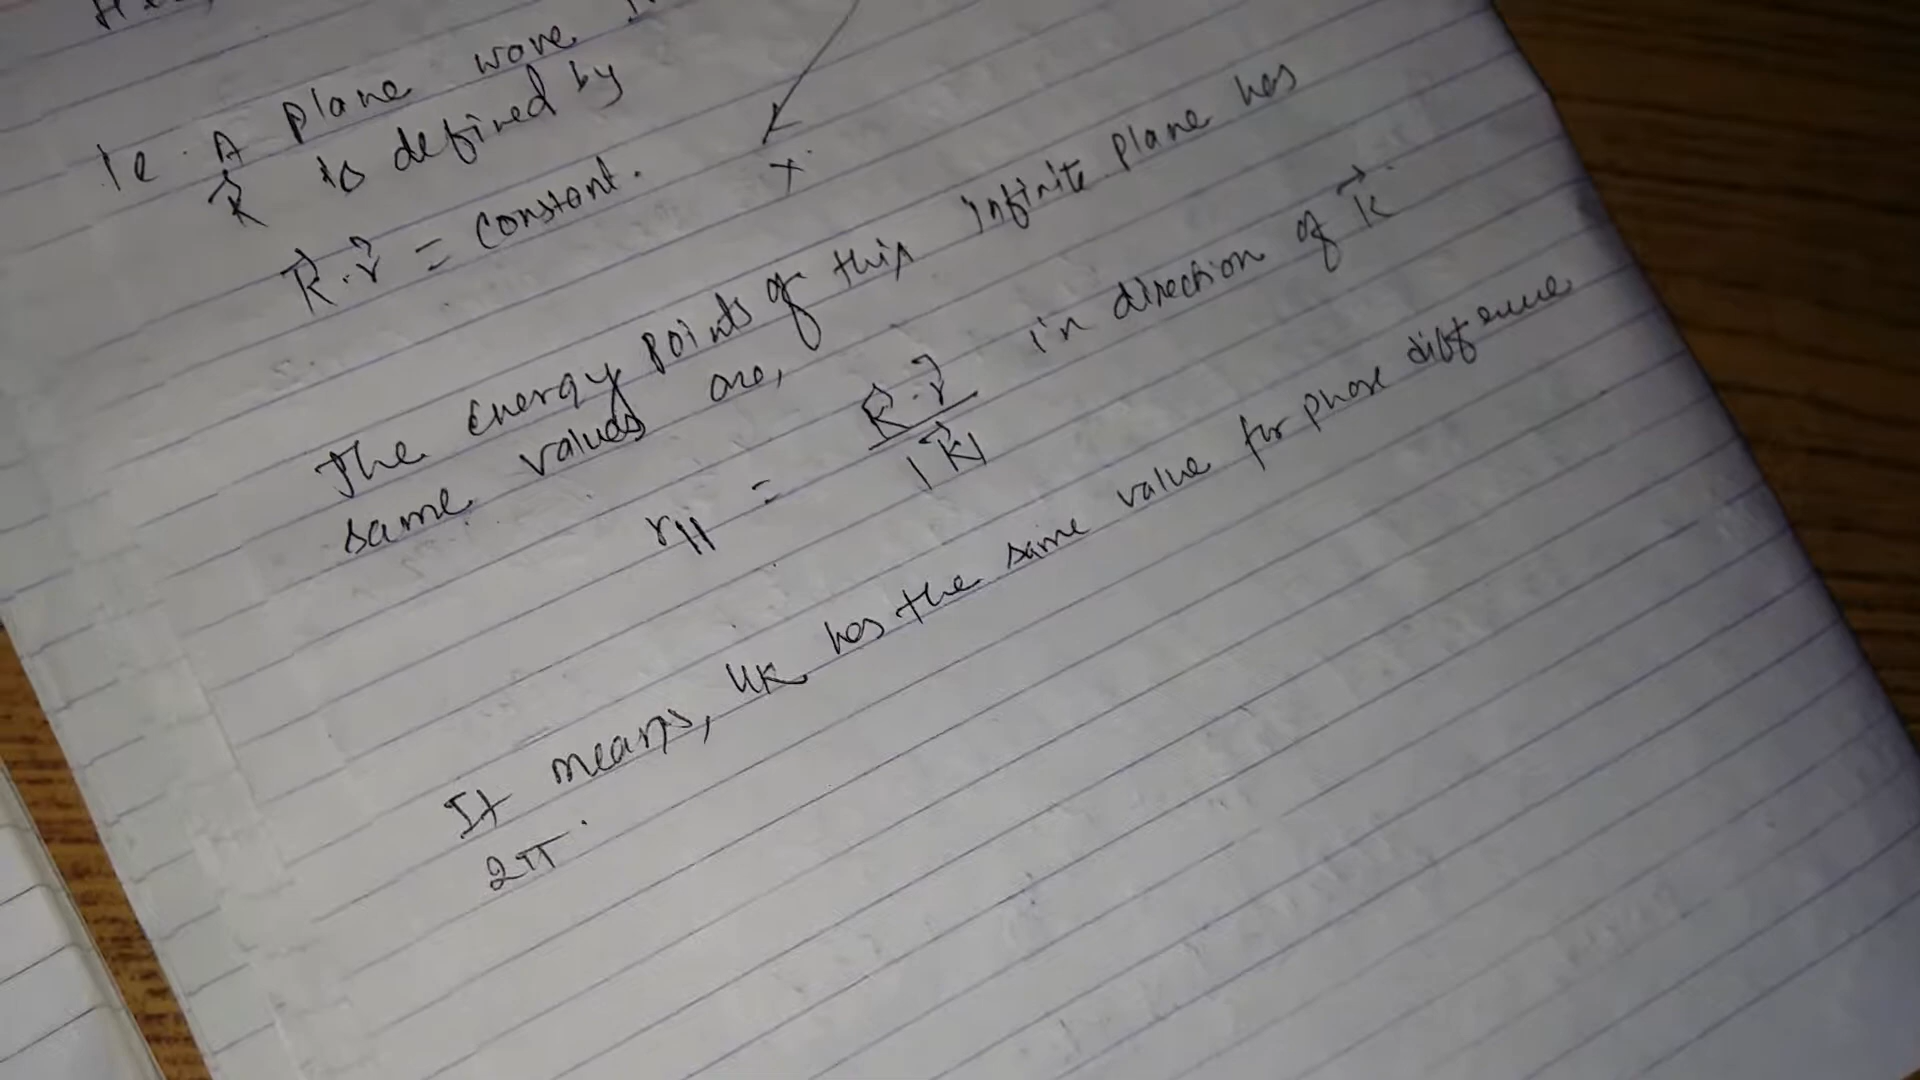 ie. A plane wave
K⃗ is defined by
K⃗·r⃗ = constant.
x
The energy points of this infinite plane has
same values are,
r∥ = K⃗·r⃗ / |K⃗| in direction of K⃗
It means, uk has the same value for phase difference
2π.